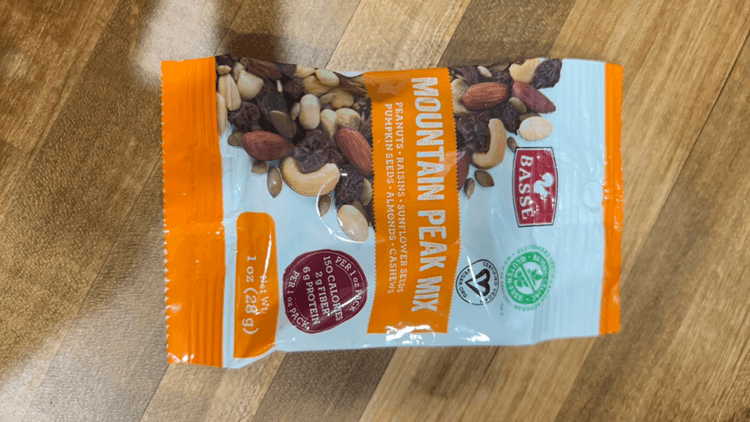 BASSÉ
MOUNTAIN PEAK MIX
PEANUTS • RAISINS • SUNFLOWER SEEDS
PUMPKIN SEEDS • ALMONDS • CASHEWS
PER 1 oz PACK
150 CALORIES
2g FIBER
6g PROTEIN
PER 1 oz PACK
Net Wt.
1 oz (28 g)